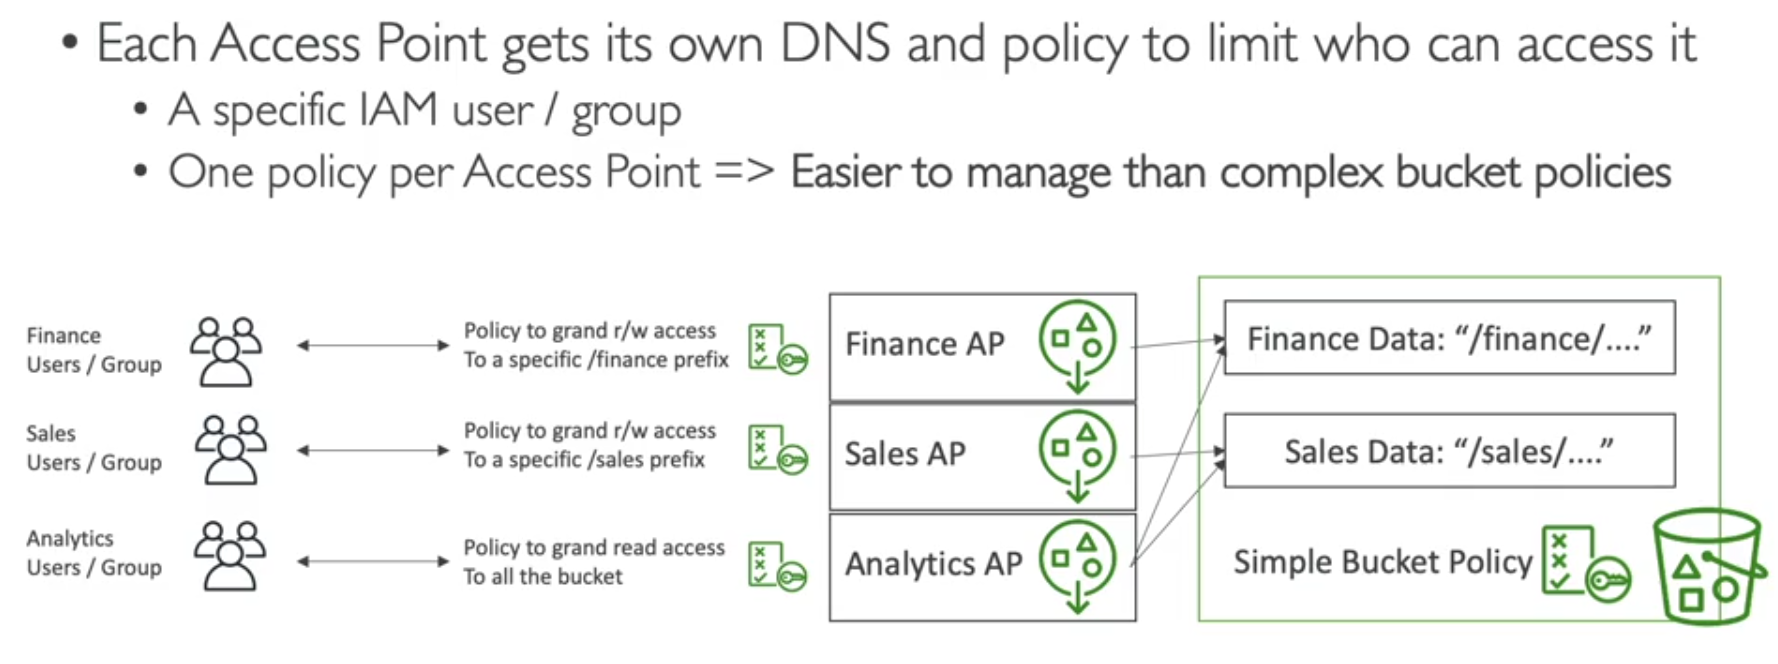 • Each Access Point gets its own DNS and policy to limit who can access it
• A specific IAM user / group
• One policy per Access Point => Easier to manage than complex bucket policies
Finance
Users / Group
Policy to grand r/w access
To a specific /finance prefix
Finance AP
Finance Data: “/finance/....”
Sales
Users / Group
Policy to grand r/w access
To a specific /sales prefix
Sales AP
Sales Data: “/sales/....”
Analytics
Users / Group
Policy to grand read access
To all the bucket
Analytics AP
Simple Bucket Policy